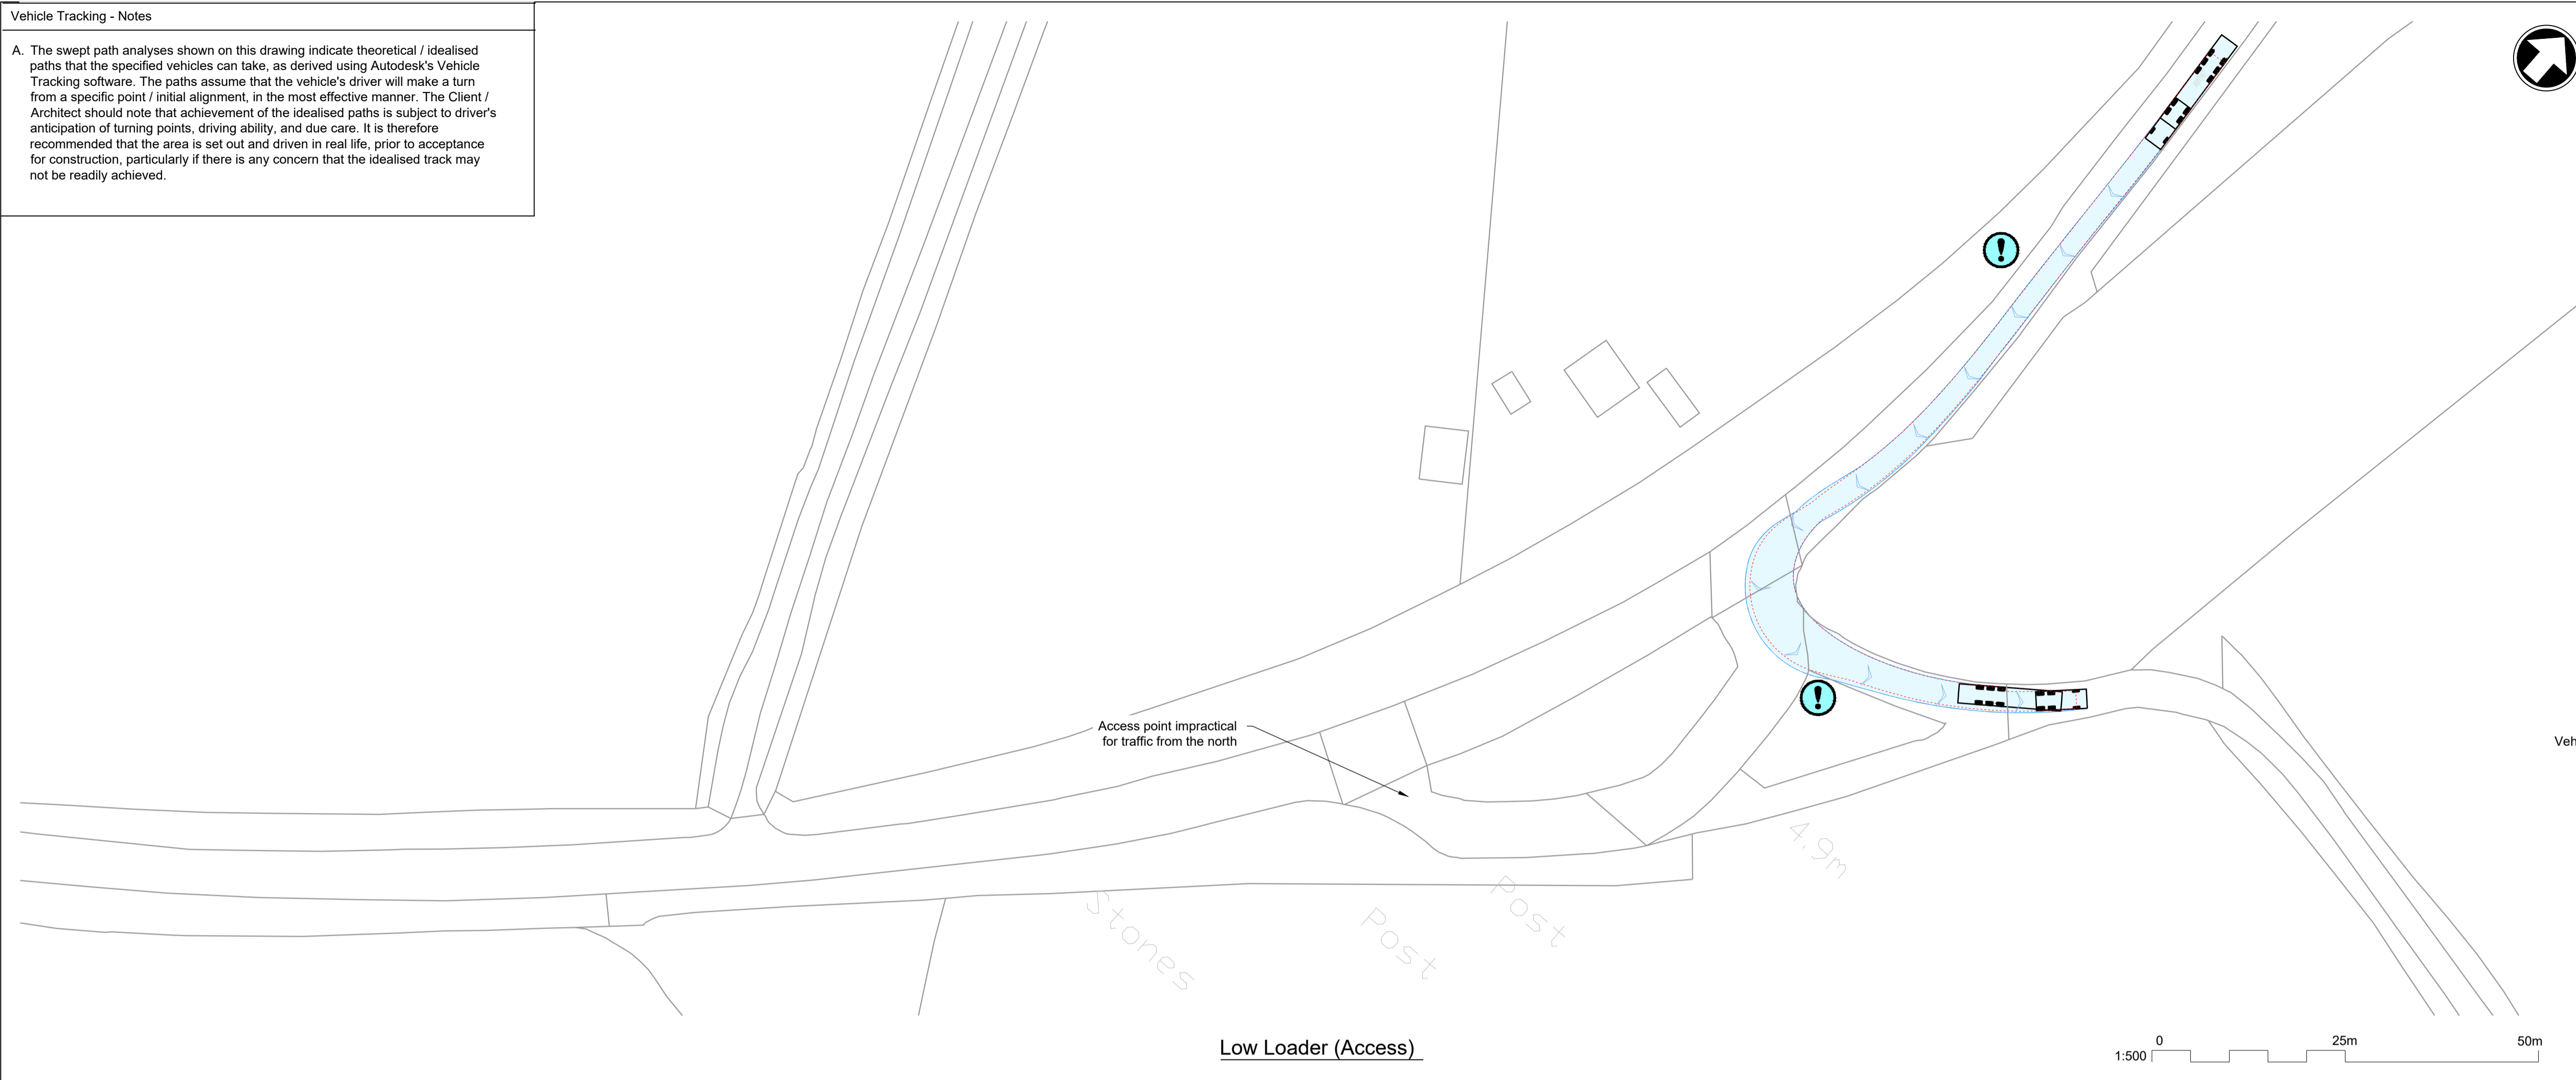 Vehicle Tracking - Notes
A. The swept path analyses shown on this drawing indicate theoretical / idealised
paths that the specified vehicles can take, as derived using Autodesk's Vehicle
Tracking software. The paths assume that the vehicle's driver will make a turn
from a specific point / initial alignment, in the most effective manner. The Client /
Architect should note that achievement of the idealised paths is subject to driver's
anticipation of turning points, driving ability, and due care. It is therefore
recommended that the area is set out and driven in real life, prior to acceptance
for construction, particularly if there is any concern that the idealised track may
not be readily achieved.
!
!
Access point impractical
for traffic from the north
Veh
4.9m
Post
Post
Stones
Low Loader (Access)
0 25m 50m
1:500